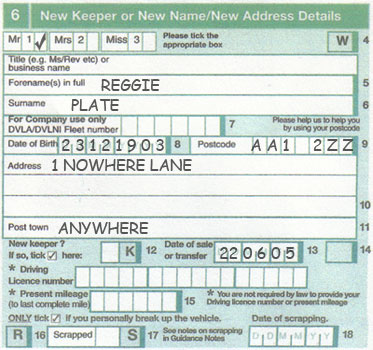 6 New Keeper or New Name/New Address Details
Mr 1 ✓ Mrs 2 Miss 3 Please tick the appropriate box W 4
Title (e.g. Ms/Rev etc) or
business name
Forename(s) in full REGGIE 5
Surname PLATE 6
For Company use only
DVLA/DVLNI Fleet number 7 Please help us to help you by using your postcode
Date of Birth 23121903 8 Postcode AA1 2ZZ 9
Address 1 NOWHERE LANE
10
Post town ANYWHERE 11
New keeper ?
If so, tick ✓ here: K 12 Date of sale or transfer 220605 13 14
* Driving
Licence number
* Present mileage
(to last complete mile) 15 * You are not required by law to provide your Driving licence number or present mileage
ONLY tick ✓ if you personally break up the vehicle. Date of scrapping.
R 16 Scrapped S 17 See notes on scrapping in Guidance Notes D D M M Y Y 18